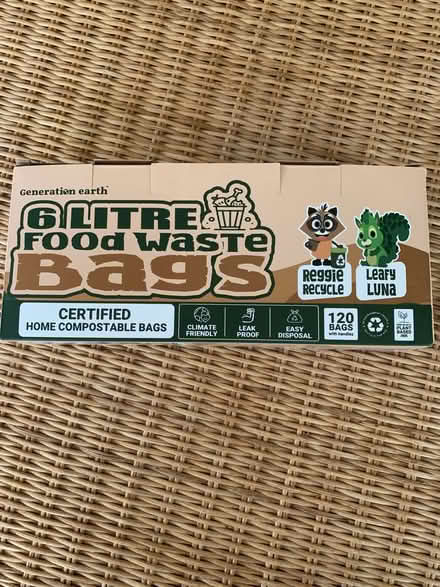 Generation earth
6 LITRE
FOOD WASTE
Bags
Reggie
RECYCLE
LEAFY
LUNA
CERTIFIED
HOME COMPOSTABLE BAGS
CLIMATE
FRIENDLY
LEAK
PROOF
EASY
DISPOSAL
120
BAGS
with handles
PLANT
BASED
INK